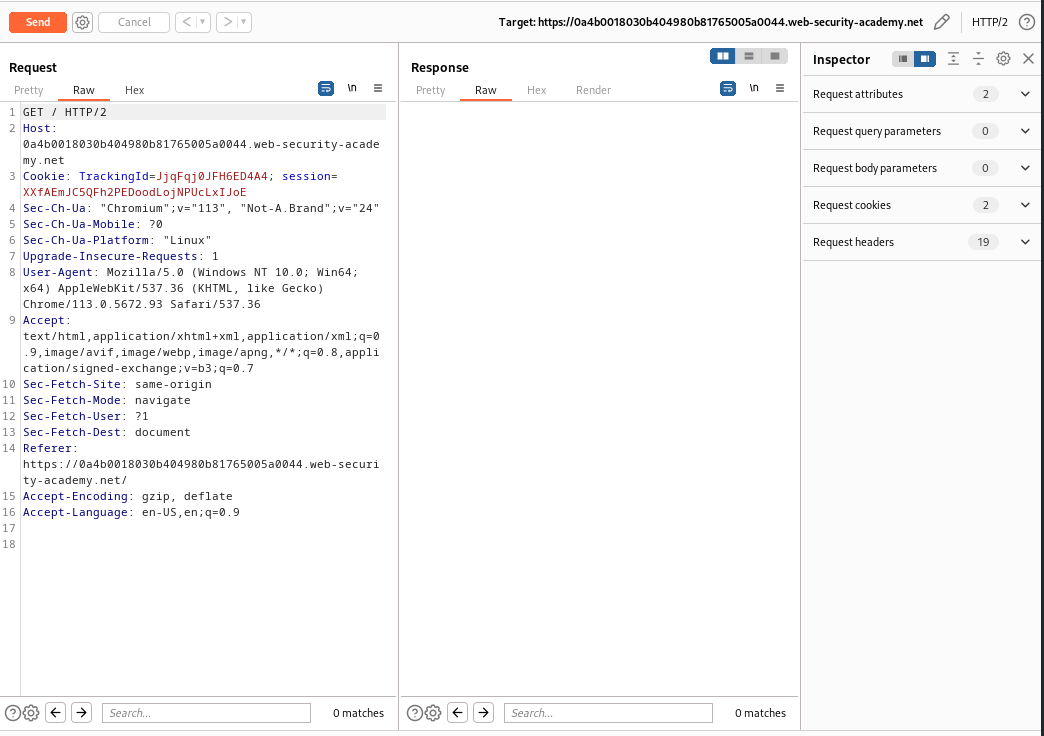 Send
Cancel
< >
Target: https://0a4b0018030b404980b81765005a0044.web-security-academy.net
HTTP/2
Request
Pretty Raw Hex
\n
1 GET / HTTP/2
2 Host:
0a4b0018030b404980b81765005a0044.web-security-acade
my.net
3 Cookie: TrackingId=JjqFqj0JFH6ED4A4; session=
XXfAEmJC5QFh2PEDoodLojNPUcLxIJoE
4 Sec-Ch-Ua: "Chromium";v="113", "Not-A.Brand";v="24"
5 Sec-Ch-Ua-Mobile: ?0
6 Sec-Ch-Ua-Platform: "Linux"
7 Upgrade-Insecure-Requests: 1
8 User-Agent: Mozilla/5.0 (Windows NT 10.0; Win64;
x64) AppleWebKit/537.36 (KHTML, like Gecko)
Chrome/113.0.5672.93 Safari/537.36
9 Accept:
text/html,application/xhtml+xml,application/xml;q=0
.9,image/avif,image/webp,image/apng,*/*;q=0.8,appli
cation/signed-exchange;v=b3;q=0.7
10 Sec-Fetch-Site: same-origin
11 Sec-Fetch-Mode: navigate
12 Sec-Fetch-User: ?1
13 Sec-Fetch-Dest: document
14 Referer:
https://0a4b0018030b404980b81765005a0044.web-securi
ty-academy.net/
15 Accept-Encoding: gzip, deflate
16 Accept-Language: en-US,en;q=0.9
17
18
Search...
0 matches
Response
Pretty Raw Hex Render
\n
Search...
0 matches
Inspector
Request attributes 2
Request query parameters 0
Request body parameters 0
Request cookies 2
Request headers 19